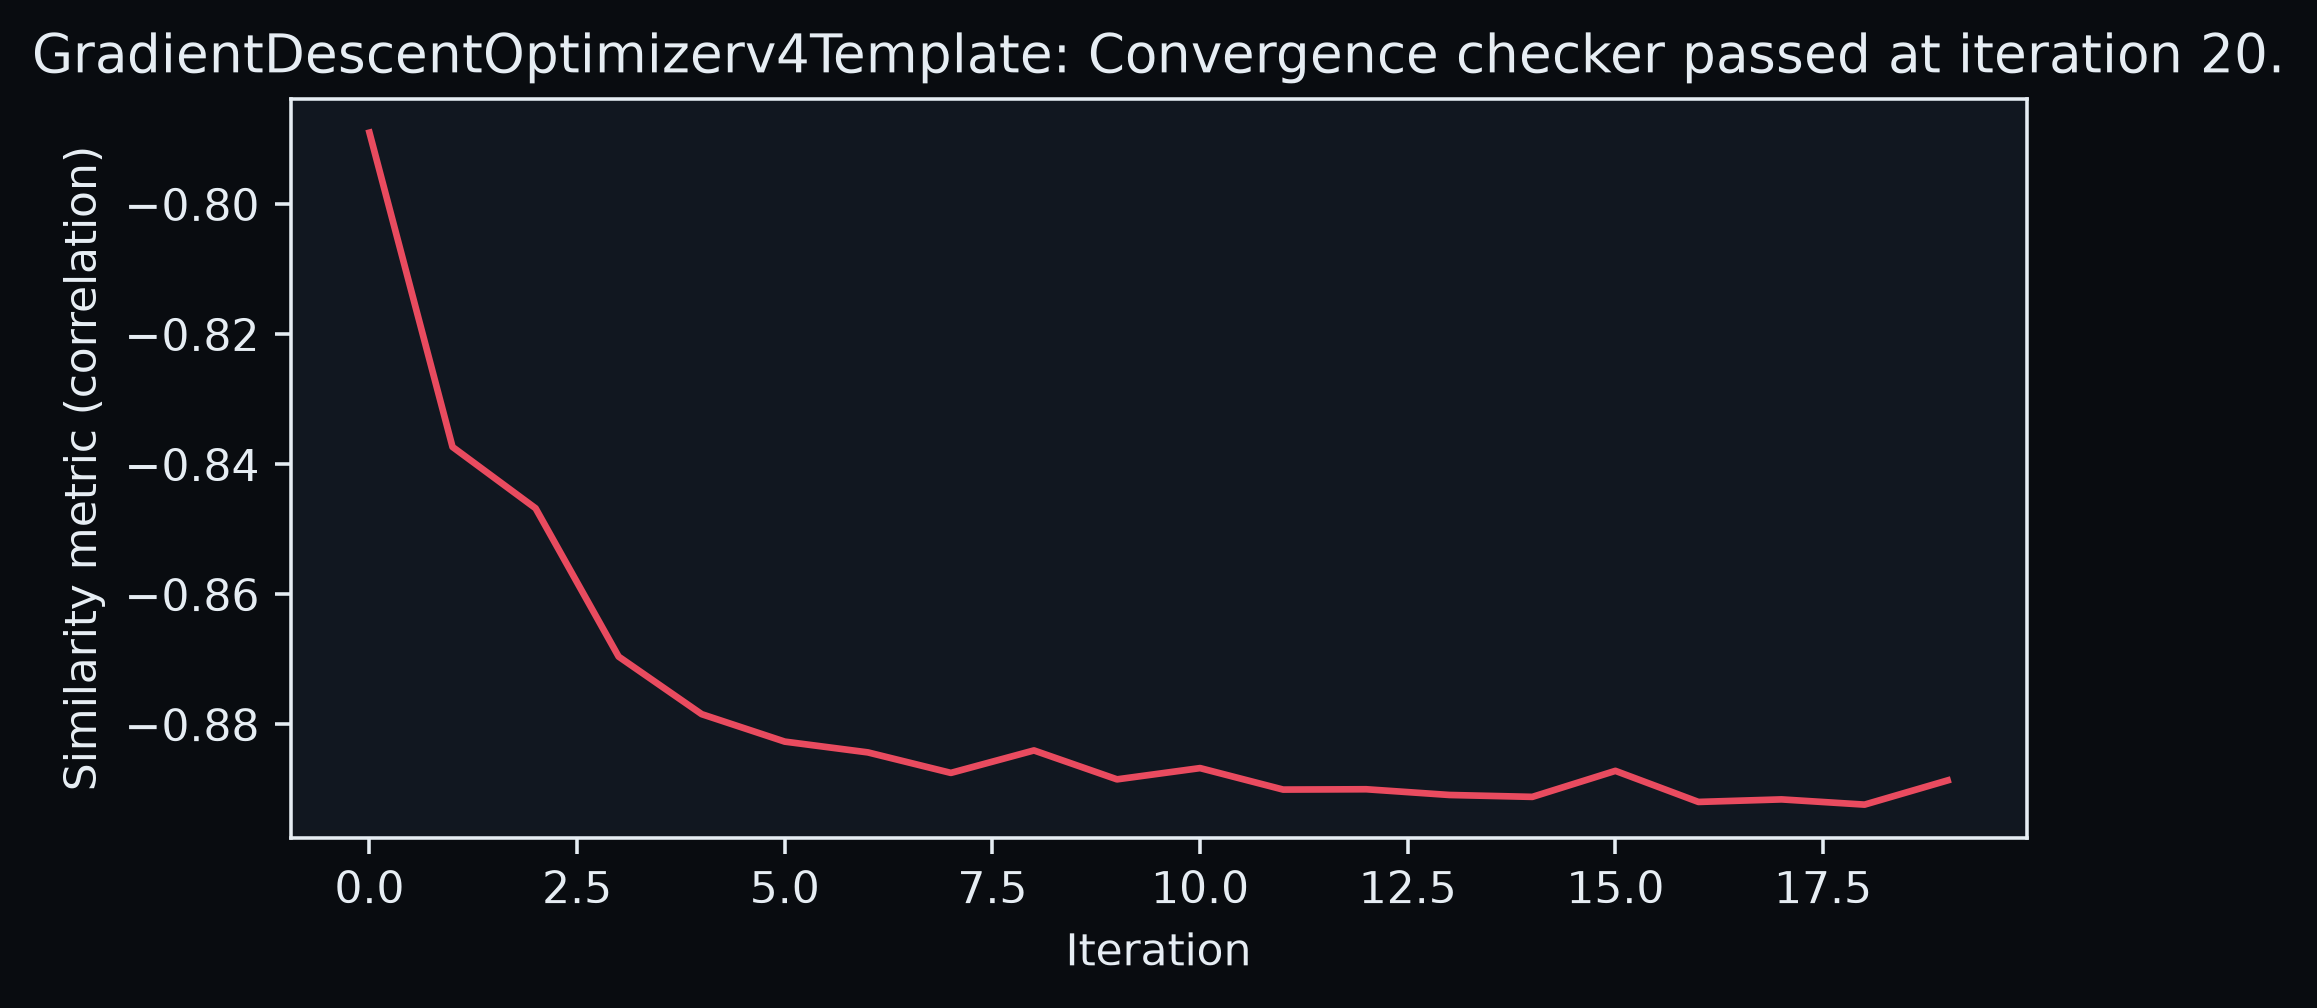 GradientDescentOptimizerv4Template: Convergence checker passed at iteration 20.
Similarity metric (correlation)
−0.80
−0.82
−0.84
−0.86
−0.88
0.0 2.5 5.0 7.5 10.0 12.5 15.0 17.5
Iteration